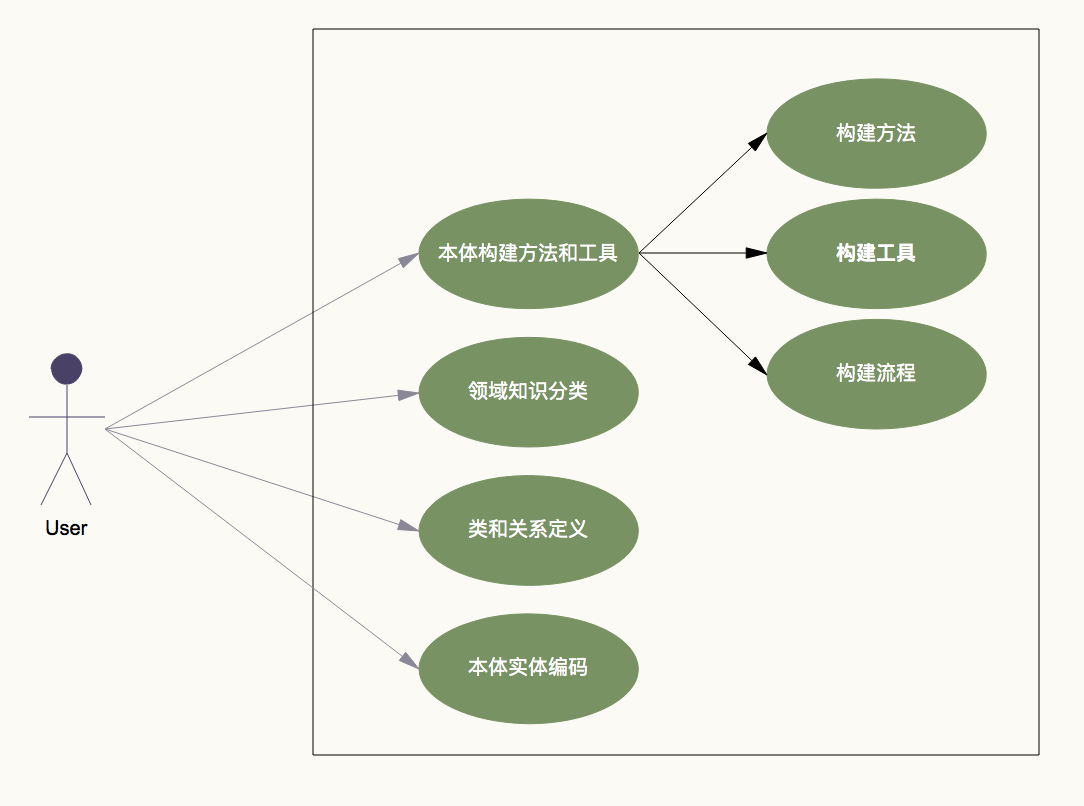 User
本体构建方法和工具
领域知识分类
类和关系定义
本体实体编码
构建方法
构建工具
构建流程